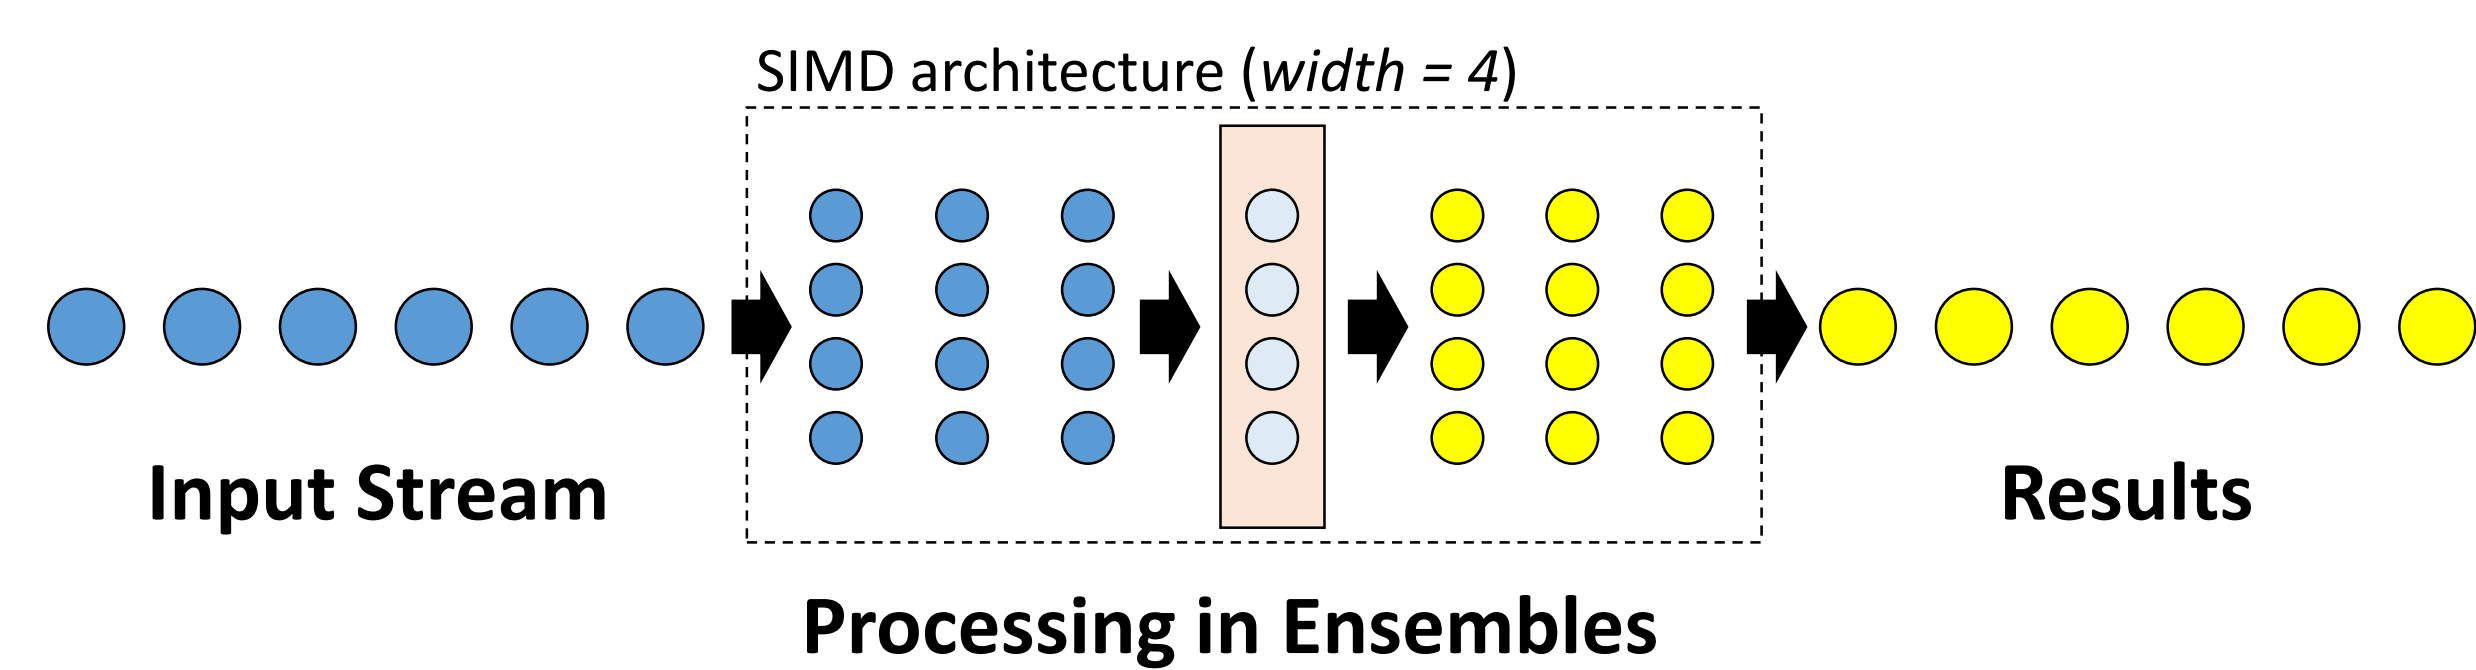 SIMD architecture (width = 4)
Input Stream
Results
Processing in Ensembles